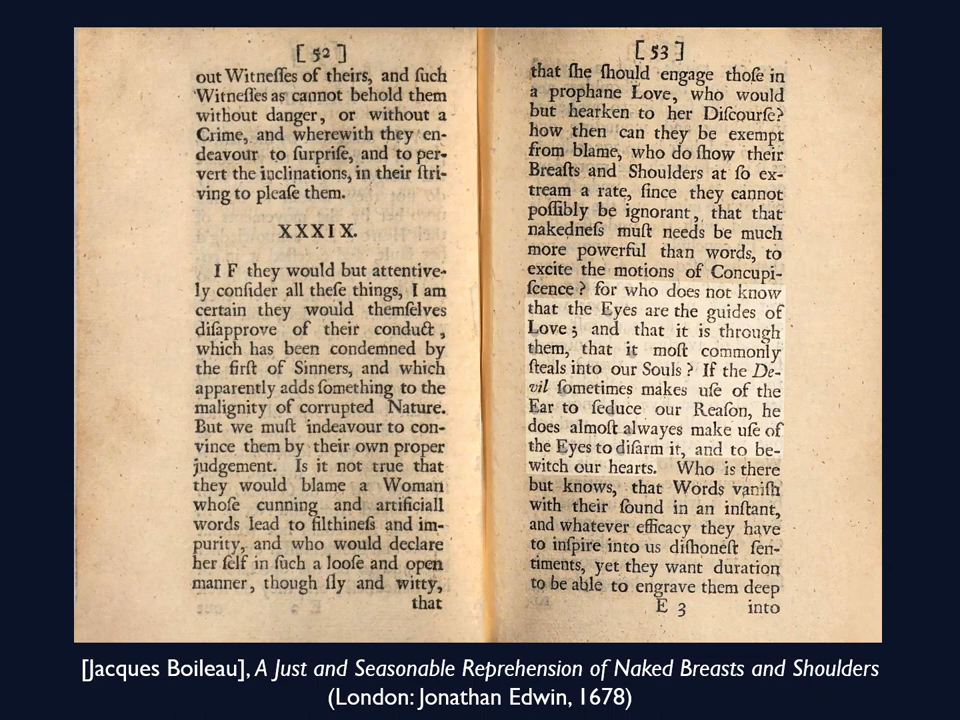 [ 52 ]
out Witneſſes of theirs, and ſuch
Witneſſes as cannot behold them
without danger, or without a
Crime, and wherewith they en-
deavour to ſurpriſe, and to per-
vert the inclinations, in their ſtri-
ving to pleaſe them.
XXXIX.
I F they would but attentive-
ly conſider all theſe things, I am
certain they would themſelves
diſapprove of their conduct ,
which has been condemned by
the firſt of Sinners, and which
apparently adds ſomething to the
malignity of corrupted Nature.
But we muſt indeavour to con-
vince them by their own proper
judgement. Is it not true that
they would blame a Woman
whoſe cunning and artificiall
words lead to filthineſs and im-
purity, and who would declare
her ſelf in ſuch a looſe and open
manner, though ſly and witty,
that
[ 53 ]
that ſhe ſhould engage thoſe in
a prophane Love, who would
but hearken to her Diſcourſe?
how then can they be exempt
from blame, who do ſhow their
Breaſts and Shoulders at ſo ex-
tream a rate, ſince they cannot
poſſibly be ignorant, that that
nakedneſs muſt needs be much
more powerful than words, to
excite the motions of Concupi-
ſcence ? for who does not know
that the Eyes are the guides of
Love ; and that it is through
them, that it moſt commonly
ſteals into our Souls ? If the De-
vil ſometimes makes uſe of the
Ear to ſeduce our Reaſon, he
does almoſt alwayes make uſe of
the Eyes to diſarm it, and to be-
witch our hearts. Who is there
but knows, that Words vaniſh
with their ſound in an inſtant,
and whatever efficacy they have
to inſpire into us diſhoneſt ſen-
timents, yet they want duration
to be able to engrave them deep
E 3 into
[Jacques Boileau], A Just and Seasonable Reprehension of Naked Breasts and Shoulders
(London: Jonathan Edwin, 1678)